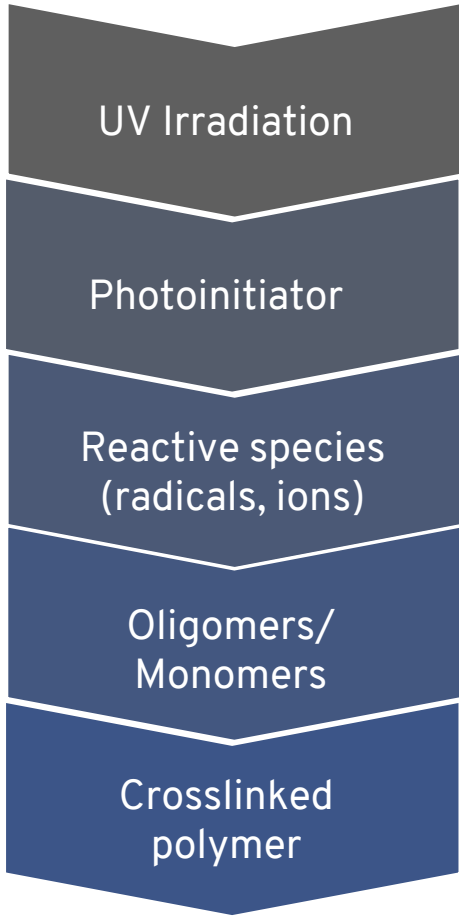 UV Irradiation
Photoinitiator
Reactive species
(radicals, ions)
Oligomers/
Monomers
Crosslinked
polymer